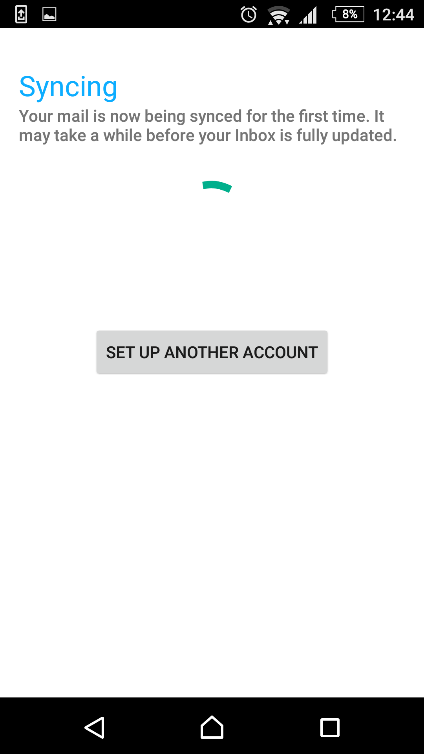 8% 12:44
Syncing
Your mail is now being synced for the first time. It
may take a while before your Inbox is fully updated.
SET UP ANOTHER ACCOUNT